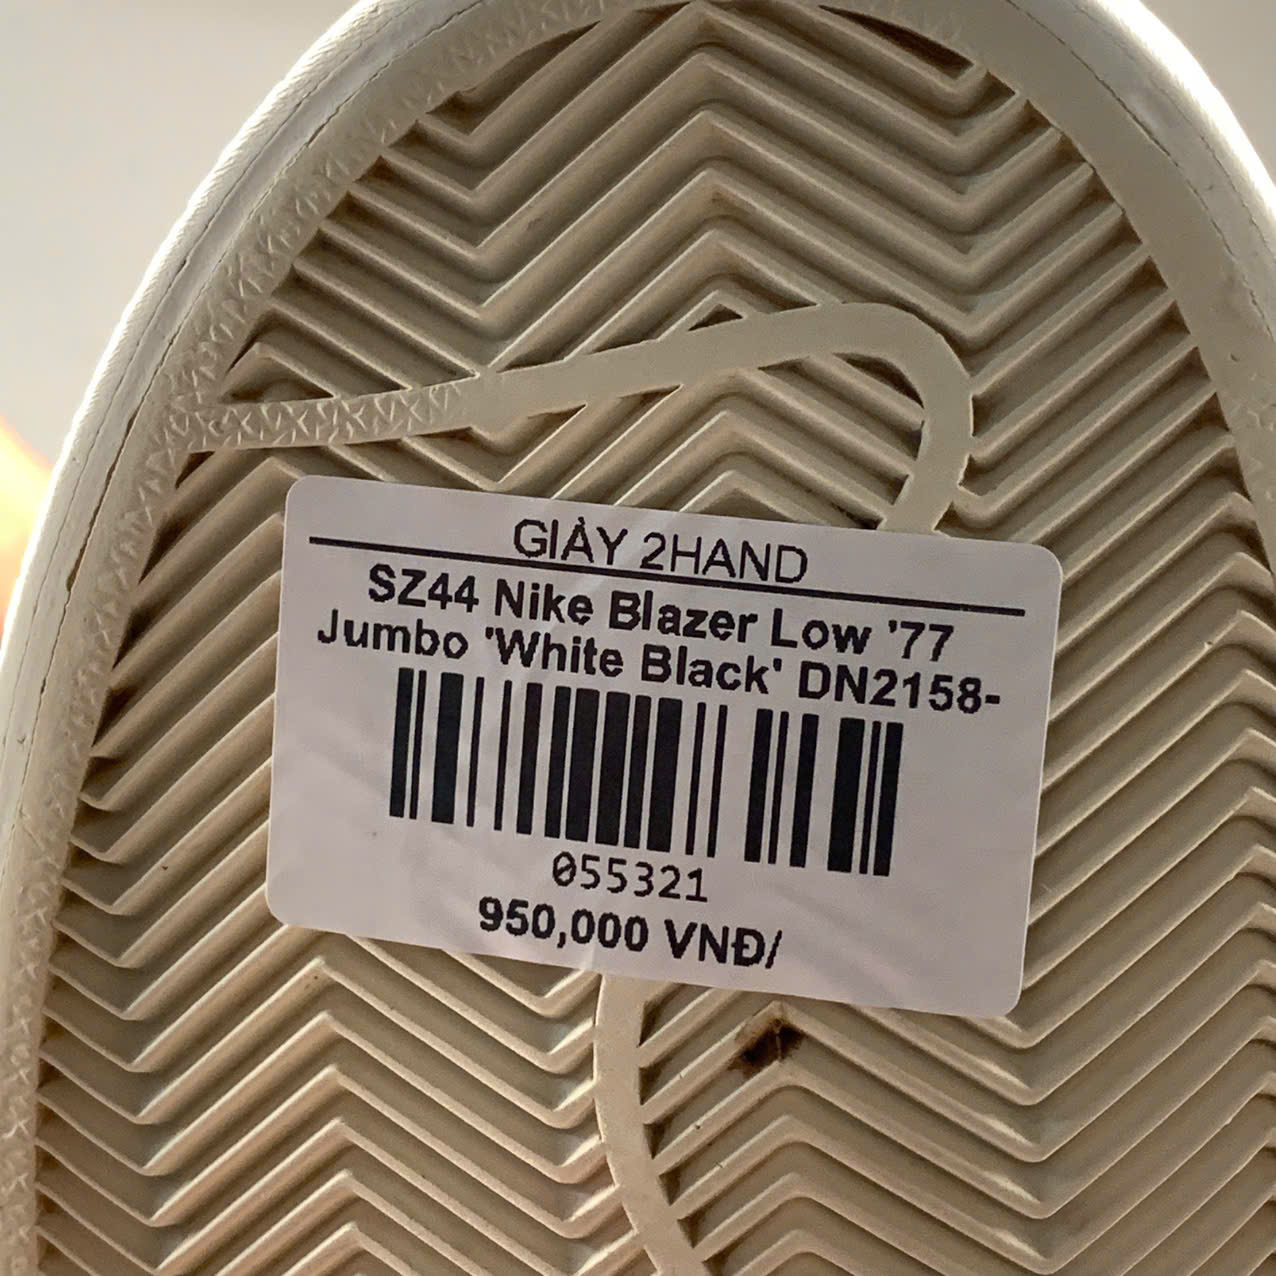 GIÀY 2HAND
SZ44 Nike Blazer Low '77
Jumbo 'White Black' DN2158-
055321
950,000 VNĐ/